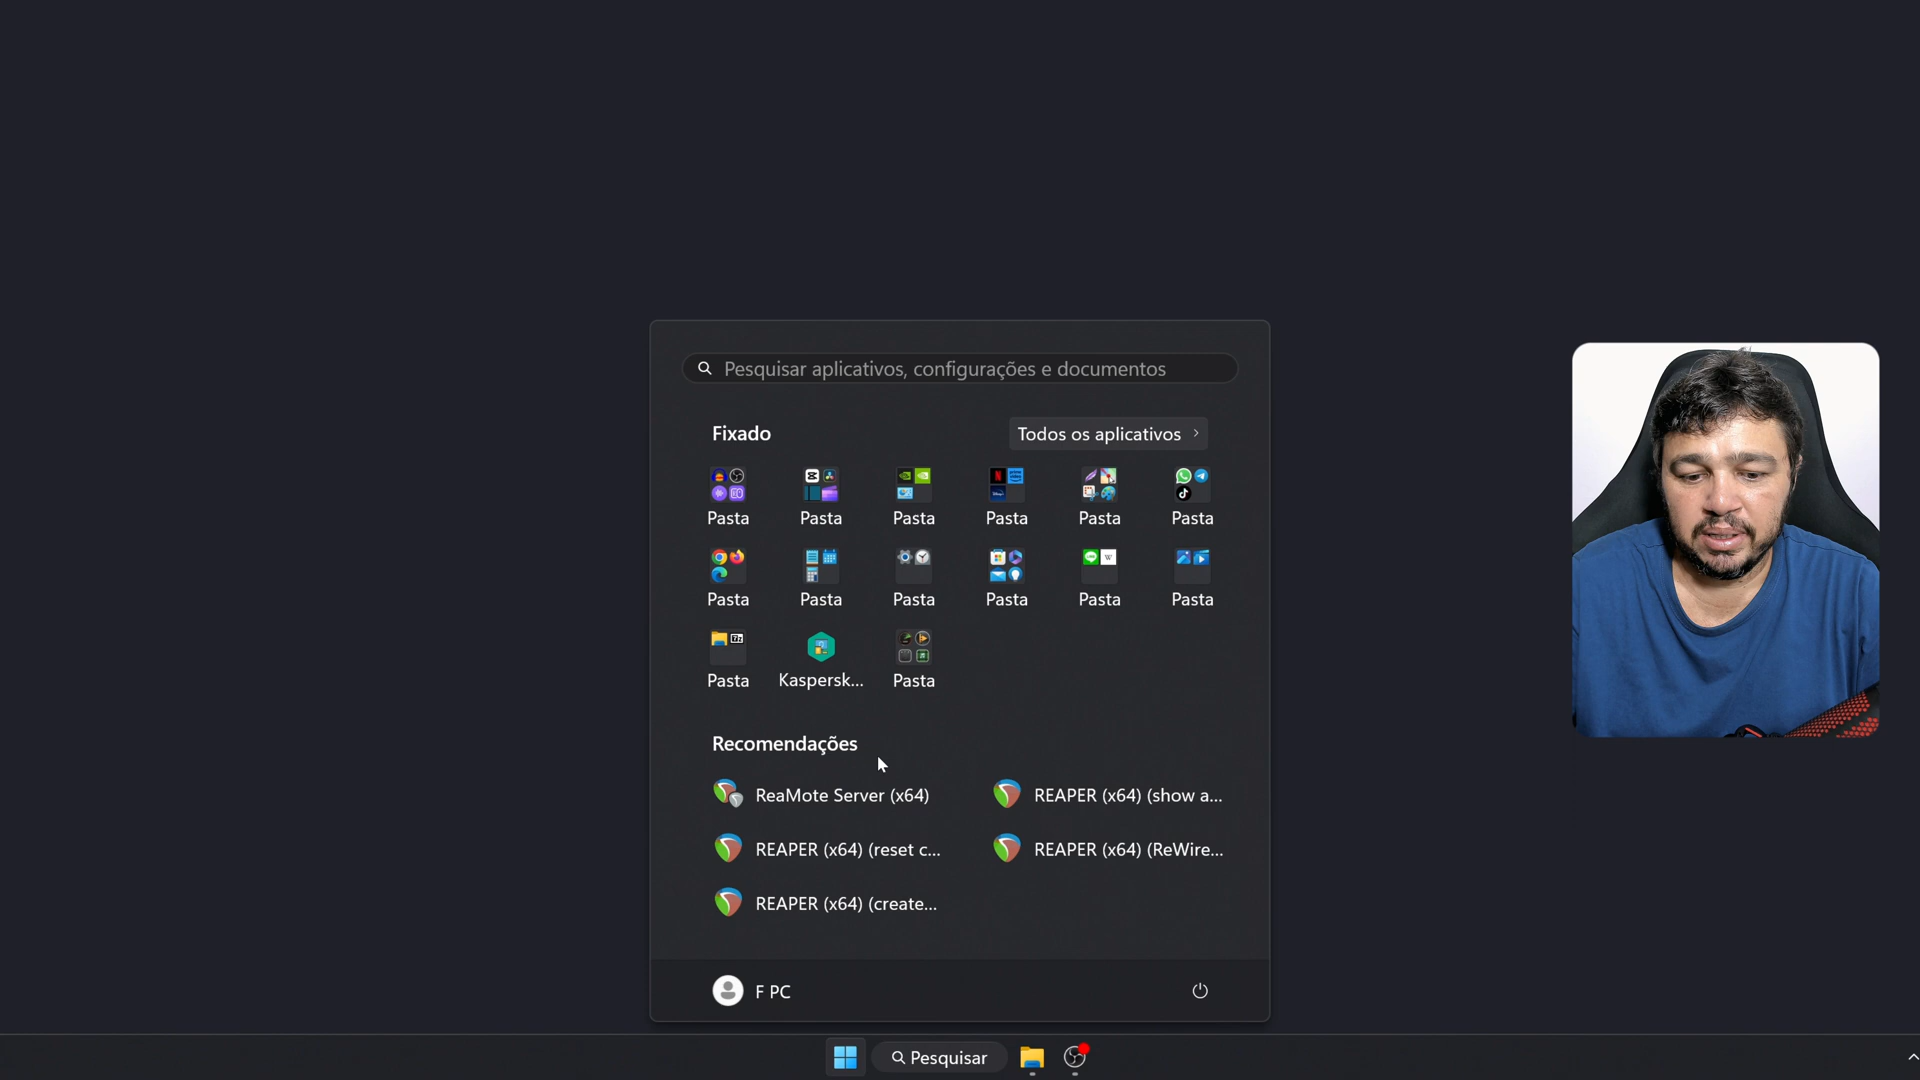 Pesquisar aplicativos, configurações e documentos
Fixado
Todos os aplicativos
Pasta Pasta Pasta Pasta Pasta Pasta
Pasta Pasta Pasta Pasta Pasta Pasta
Pasta Kaspersk... Pasta
Recomendações
ReaMote Server (x64) REAPER (x64) (show a...
REAPER (x64) (reset c... REAPER (x64) (ReWire...
REAPER (x64) (create...
F PC
Pesquisar